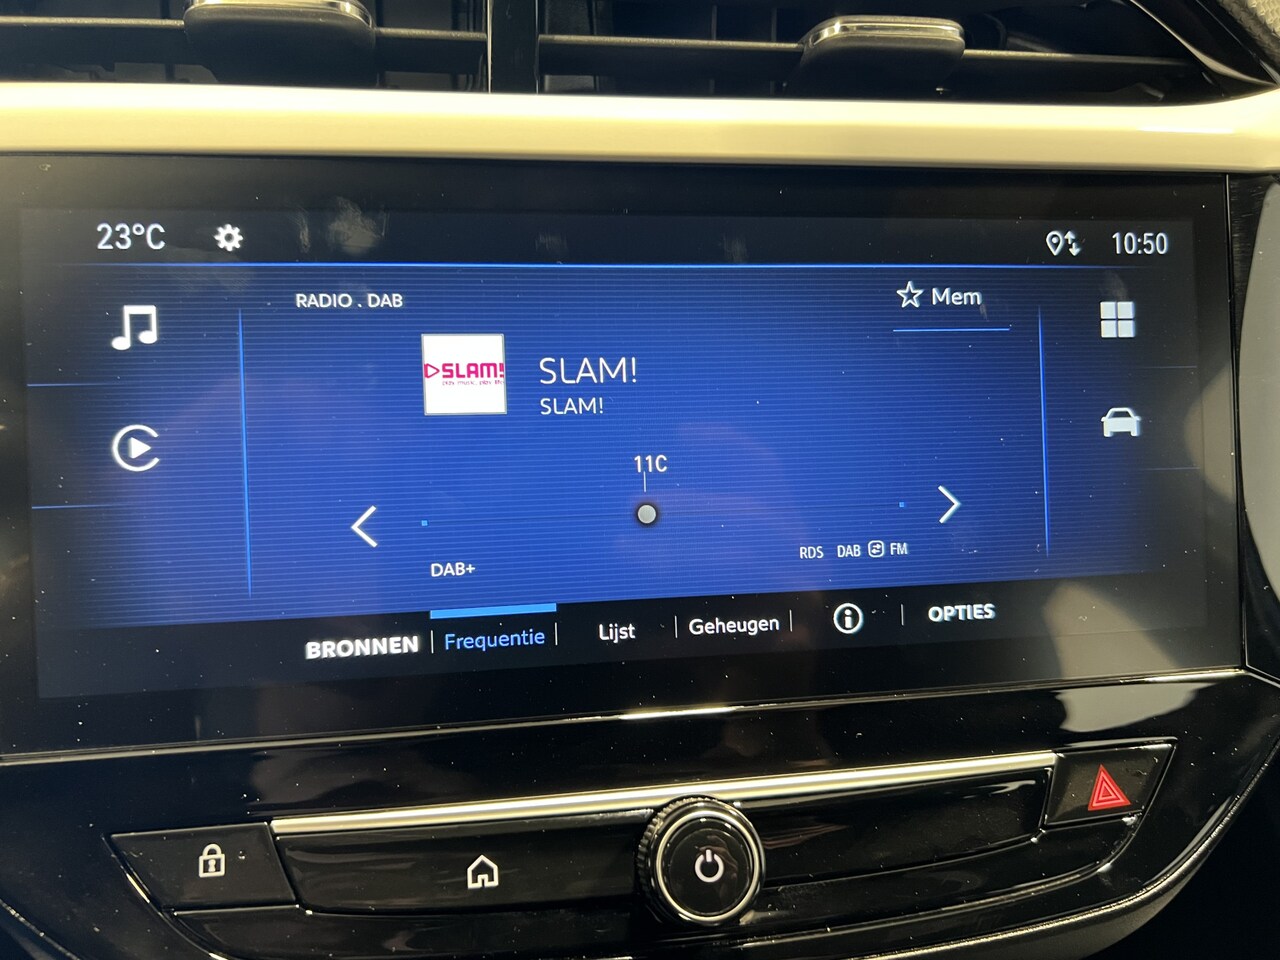 23°C
10:50
RADIO . DAB
Mem
SLAM!
SLAM!
SLAM!
11C
RDS DAB FM
DAB+
BRONNEN Frequentie Lijst Geheugen OPTIES